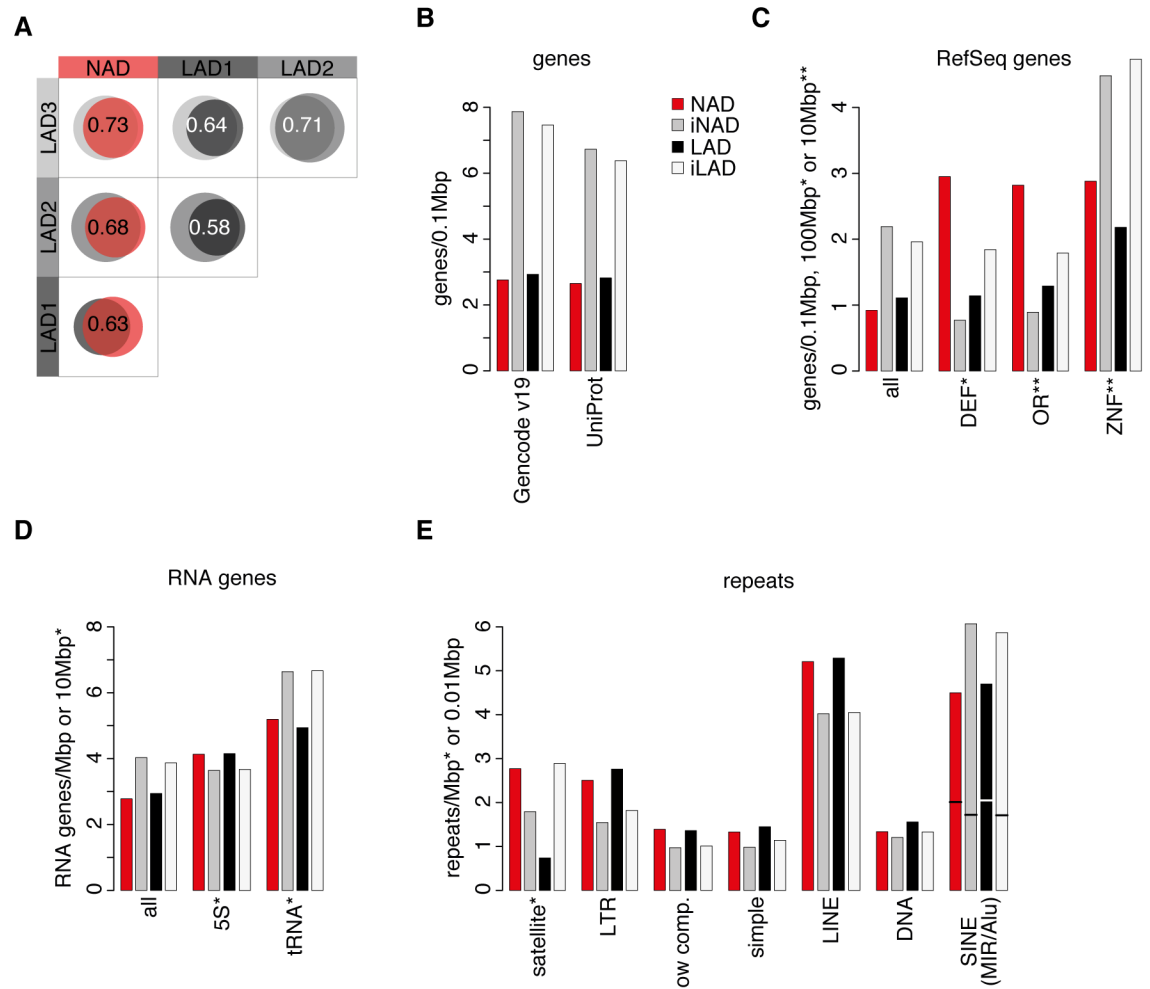 A
NAD
LAD1
LAD2
LAD3
0.73
0.64
0.71
LAD2
0.68
0.58
LAD1
0.63
B
genes
genes/0.1Mbp
8
6
4
2
0
Gencode v19
UniProt
NAD
iNAD
LAD
iLAD
C
RefSeq genes
genes/0.1Mbp, 100Mbp* or 10Mbp**
4
3
2
1
0
all
DEF*
OR**
ZNF**
D
RNA genes
RNA genes/Mbp or 10Mbp*
8
6
4
2
0
all
5S*
tRNA*
E
repeats
repeats/Mbp* or 0.01Mbp
6
5
4
3
2
1
0
satellite*
LTR
ow comp.
simple
LINE
DNA
SINE
(MIR/Alu)